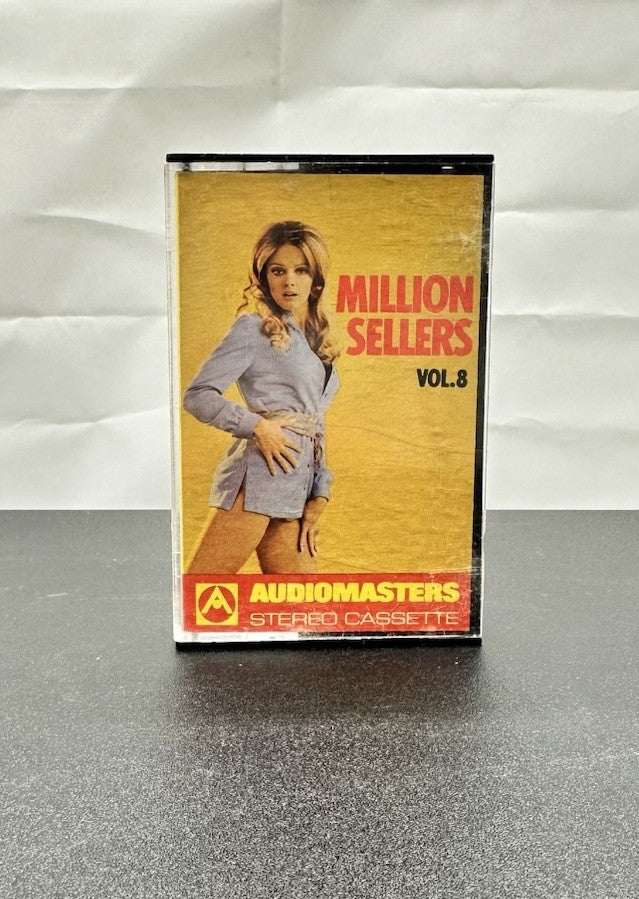 MILLION
SELLERS
VOL.8
AUDIOMASTERS
STEREO CASSETTE